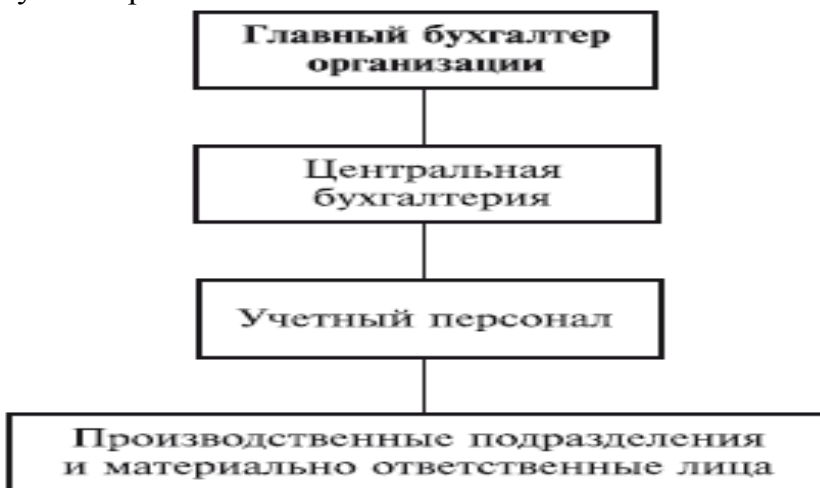 Главный бухгалтер
организации
Центральная
бухгалтерия
Учетный персонал
Производственные подразделения
и материально ответственные лица